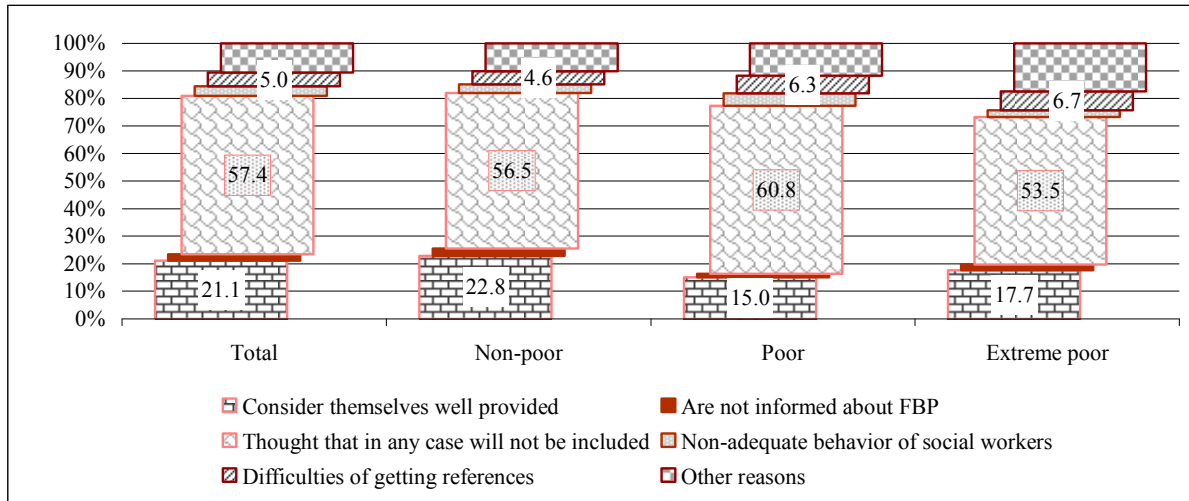 100%
90%
80%
70%
60%
50%
40%
30%
20%
10%
0%
5.0 4.6 6.3 6.7
57.4 56.5 60.8 53.5
21.1 22.8 15.0 17.7
Total Non-poor Poor Extreme poor
Consider themselves well provided Are not informed about FBP
Thought that in any case will not be included Non-adequate behavior of social workers
Difficulties of getting references Other reasons